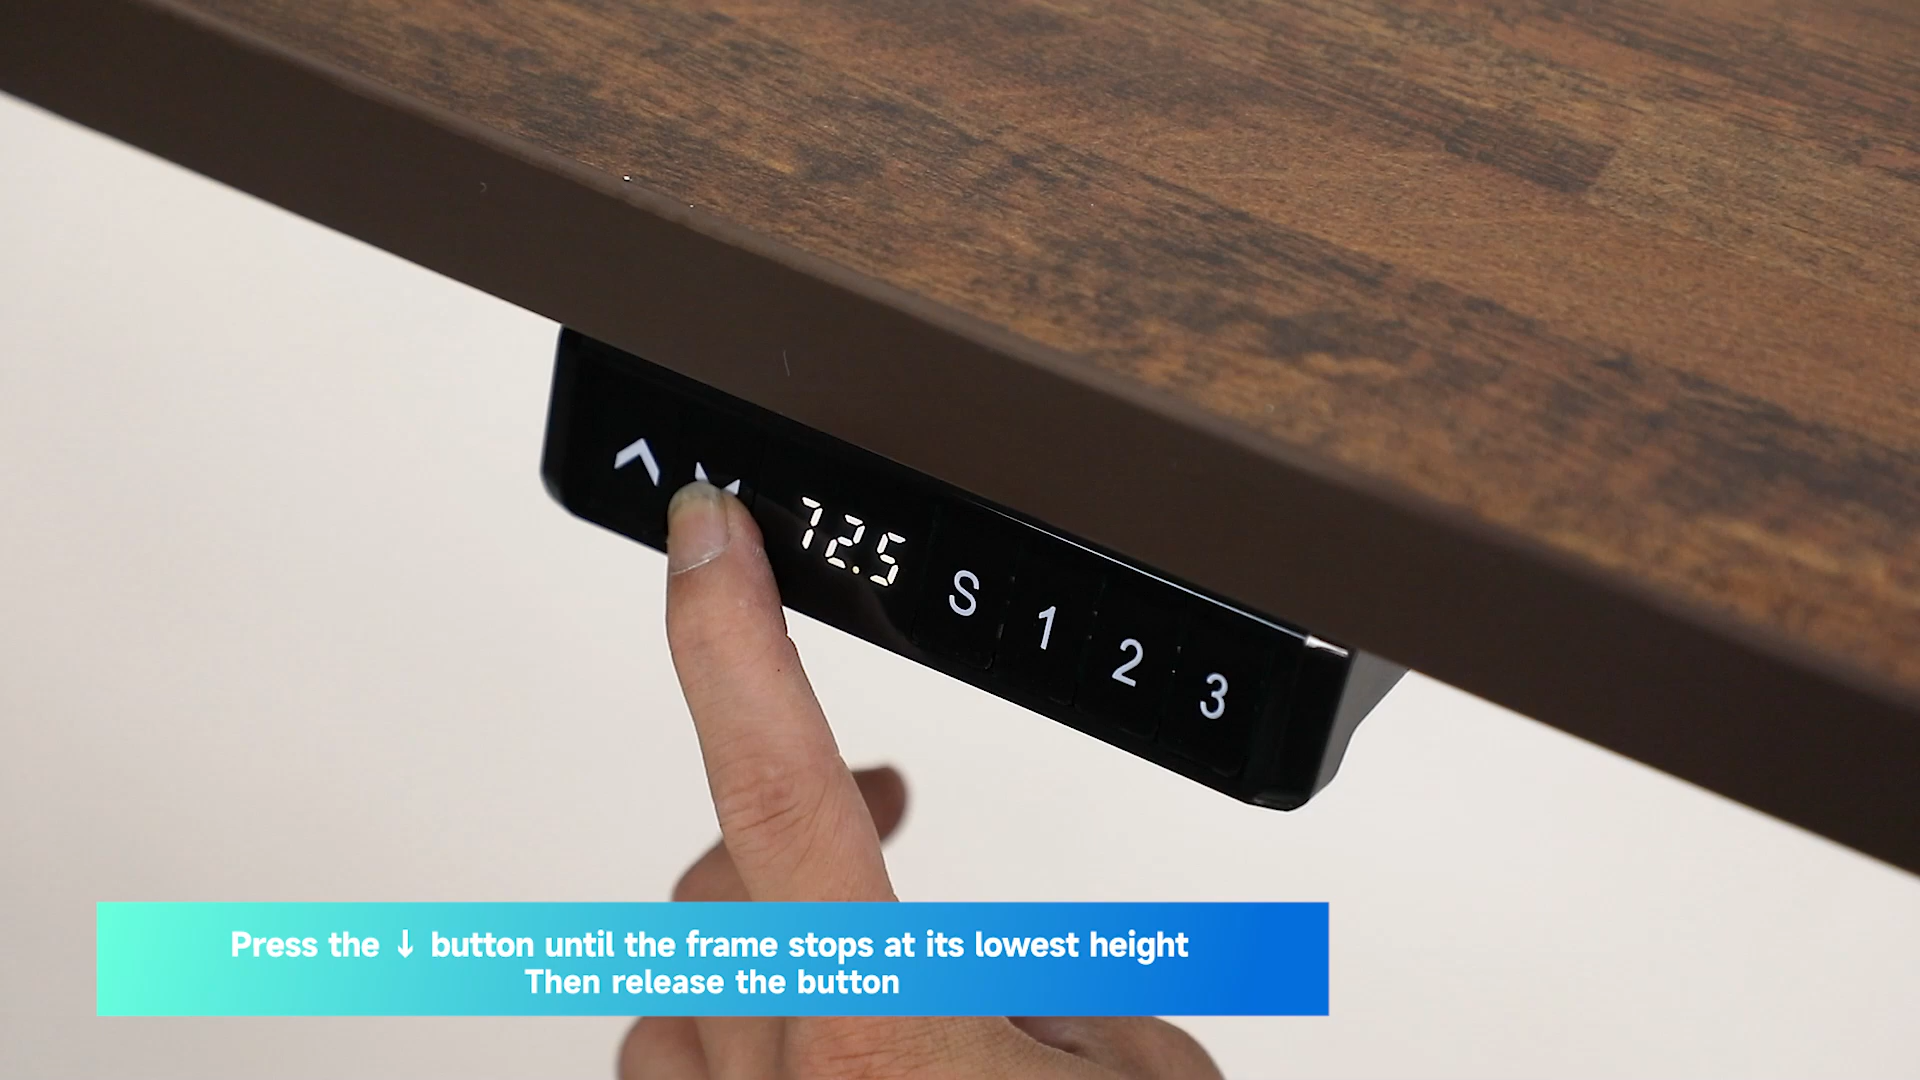 72.5 S 1 2 3
Press the ↓ button until the frame stops at its lowest height
Then release the button